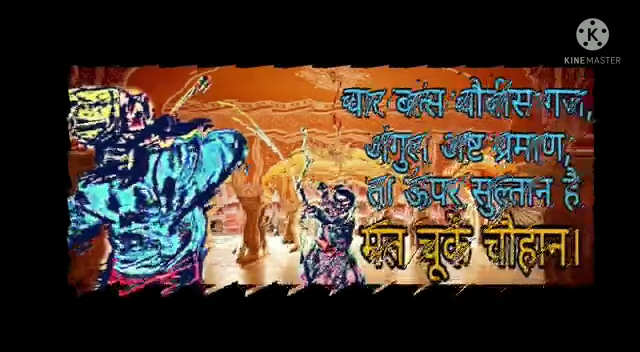 KINEMASTER
चार बांस चौबीस गज,
अंगुल अष्ट प्रमाण,
ता ऊपर सुल्तान है
मत चूके चौहान।